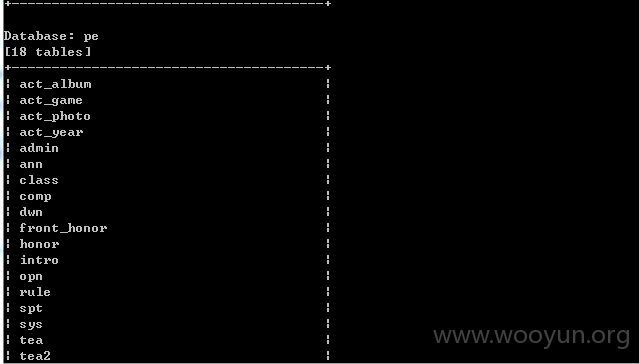 Database: pe
[18 tables]
act_album
act_game
act_photo
act_year
admin
ann
class
comp
dwn
front_honor
honor
intro
opn
rule
spt
sys
tea
tea2
www.wooyun.org